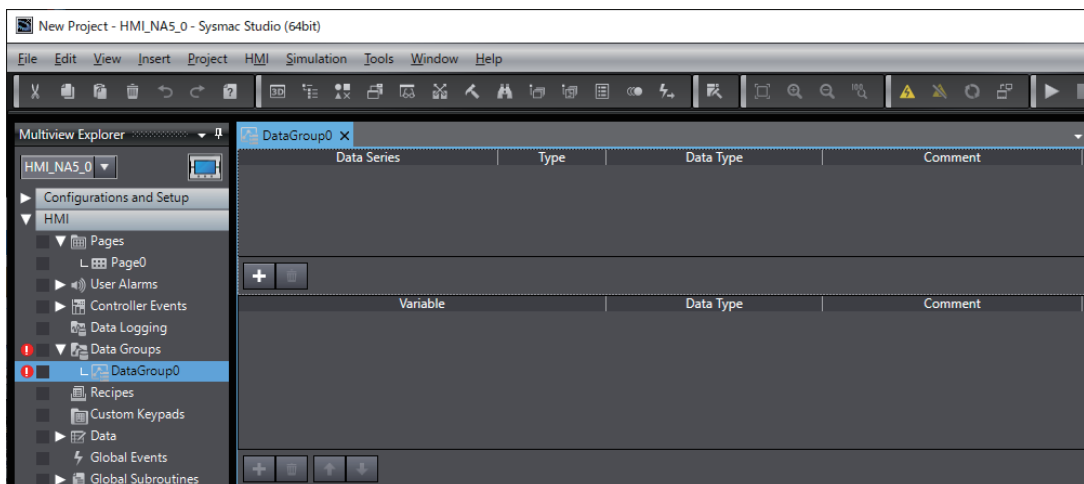 New Project - HMI_NA5_0 - Sysmac Studio (64bit)
File Edit View Insert Project HMI Simulation Tools Window Help
Multiview Explorer
HMI_NA5_0
Configurations and Setup
HMI
Pages
Page0
User Alarms
Controller Events
Data Logging
Data Groups
DataGroup0
Recipes
Custom Keypads
Data
Global Events
Global Subroutines
DataGroup0
Data Series Type Data Type Comment
Variable Data Type Comment